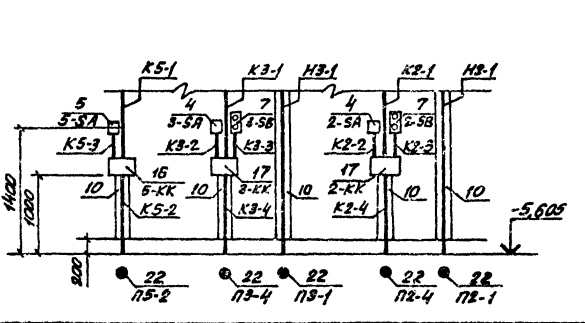 К5-1
К3-1
Н3-1
К2-1
Н3-1
5
5-SA
4
3-SA
7
3-SB
4
2-SA
7
2-SB
К5-3
К3-2
К3-3
К2-2
К2-3
16
5-КК
17
3-КК
17
2-КК
10
10
10
10
10
К5-2
К3-4
К2-4
1400
1000
200
-5,605
22
П5-2
22
П3-4
22
П3-1
22
П2-4
22
П2-1